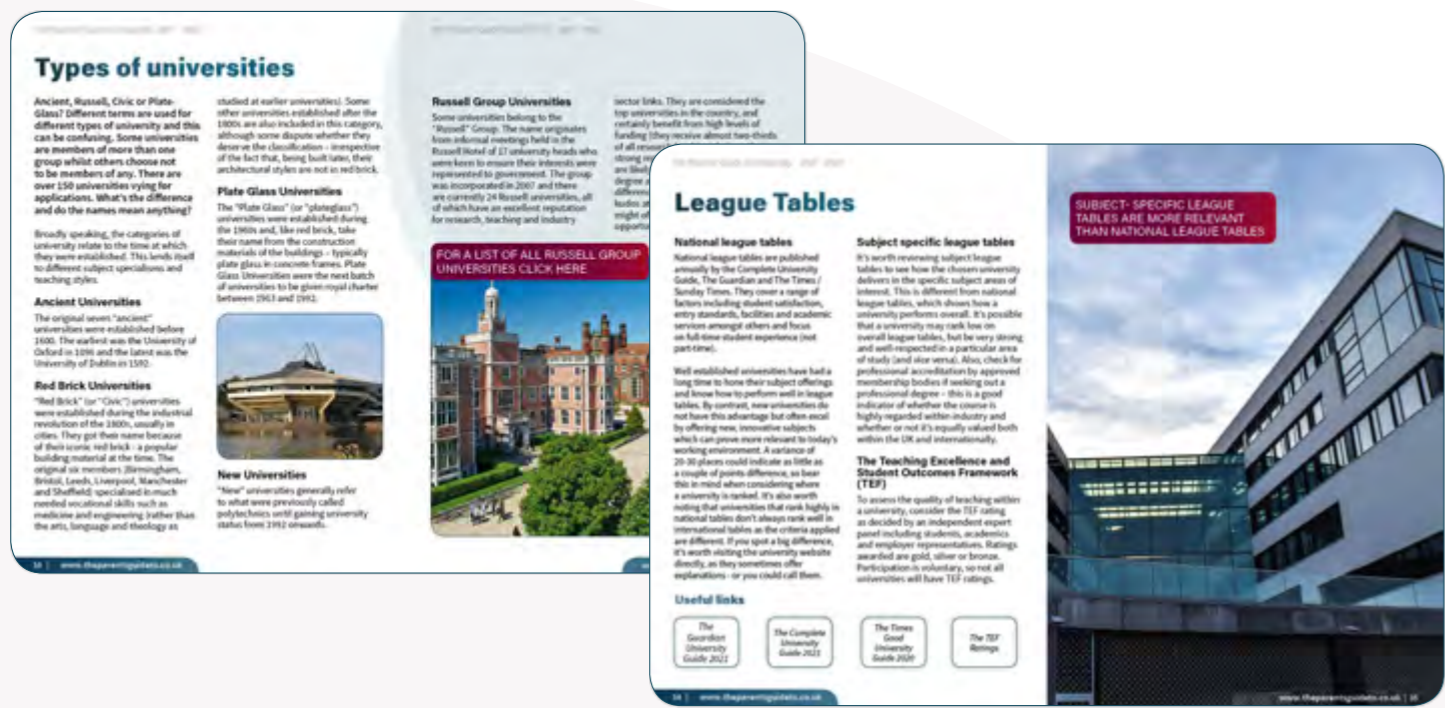 Types of universities
Ancient, Russell, Civic or Plate-
Glass? Different terms are used for
different types of university and this
can be confusing. Some universities
are members of more than one
group whilst others choose not
to be members of any. There are
over 150 universities vying for
applications. What's the difference
and do the names mean anything?
Broadly speaking, the categories of
university relate to the time at which
they were established. This lends itself
to different subject specialisms and
teaching styles.
Ancient Universities
The original seven "ancient"
universities were established before
1600. The earliest was the University of
Oxford in 1096 and the latest was the
University of Dublin in 1592.
Red Brick Universities
"Red Brick" (or "Civic") universities
were established during the industrial
revolution of the 1800s, usually in
cities. They got their name because
of their iconic red brick - a popular
building material at the time. The
original six members (Birmingham,
Bristol, Leeds, Liverpool, Manchester
and Sheffield) specialised in much
needed vocational skills such as
medicine and engineering (rather than
the arts, language and theology as
studied at earlier universities). Some
other universities established after the
1800s are also included in this category,
although some dispute whether they
deserve the classification – irrespective
of the fact that, being built later, their
architectural styles are not in red brick.
Plate Glass Universities
The "Plate Glass" (or "plateglass")
universities were established during
the 1960s and, like red brick, take
their name from the construction
materials of the buildings – typically
plate glass in concrete frames. Plate
Glass Universities were the next batch
of universities to be given royal charter
between 1963 and 1992.
New Universities
"New" universities generally refer
to what were previously called
polytechnics until gaining university
status from 1992 onwards.
www.theparentsguideto.co.uk
Russell Group Universities
Some universities belong to the
"Russell" Group. The name originates
from informal meetings held in the
Russell Hotel of 17 university heads who
were keen to ensure their interests were
represented to government. The group
was incorporated in 2007 and there
are currently 24 Russell universities, all
of which have an excellent reputation
for research, teaching and industry
FOR A LIST OF ALL RUSSELL GROUP
UNIVERSITIES CLICK HERE
sector links. They are considered the
top universities in the country, and
certainly benefit from high levels of
funding (they receive almost two-thirds
of all
strong
are likely
degree
kudos
might of
League Tables
National league tables
National league tables are published
annually by the Complete University
Guide, The Guardian and The Times /
Sunday Times. They cover a range of
factors including student satisfaction,
entry standards, facilities and academic
services amongst others and focus
on full-time student experience (not
part-time).
Well established universities have had a
long time to hone their subject offerings
and know how to perform well in league
tables. By contrast, new universities do
not have this advantage but often excel
by offering new, innovative subjects
which can prove more relevant to today's
working environment. A variance of
20-30 places could indicate as little as
a couple of points difference, so bear
this in mind when considering where
a university is ranked. It's also worth
noting that universities that rank highly in
national tables don't always rank well in
international tables as the criteria applied
are different. If you spot a big difference,
it's worth visiting the university website
directly, as they sometimes offer
explanations - or you could call them.
Subject specific league tables
It's worth reviewing subject league
tables to see how the chosen university
delivers in the specific subject areas of
interest. This is different from national
league tables, which shows how a
university performs overall. It's possible
that a university may rank low on
overall league tables, but be very strong
and well-respected in a particular area
of study (and vice versa). Also, check for
professional accreditation by approved
membership bodies if seeking out a
professional degree – this is a good
indicator of whether the course is
highly regarded within industry and
whether or not it's equally valued both
within the UK and internationally.
The Teaching Excellence and
Student Outcomes Framework
(TEF)
To assess the quality of teaching within
a university, consider the TEF rating
as decided by an independent expert
panel including students, academics
and employer representatives. Ratings
awarded are gold, silver or bronze.
Participation is voluntary, so not all
universities will have TEF ratings.
Useful links
The
Guardian
University
Guide 2021
The Complete
University
Guide 2021
The Times
Good
University
Guide 2020
The TEF
Ratings
www.theparentsguideto.co.uk
SUBJECT- SPECIFIC LEAGUE
TABLES ARE MORE RELEVANT
THAN NATIONAL LEAGUE TABLES
www.theparentsguideto.co.uk